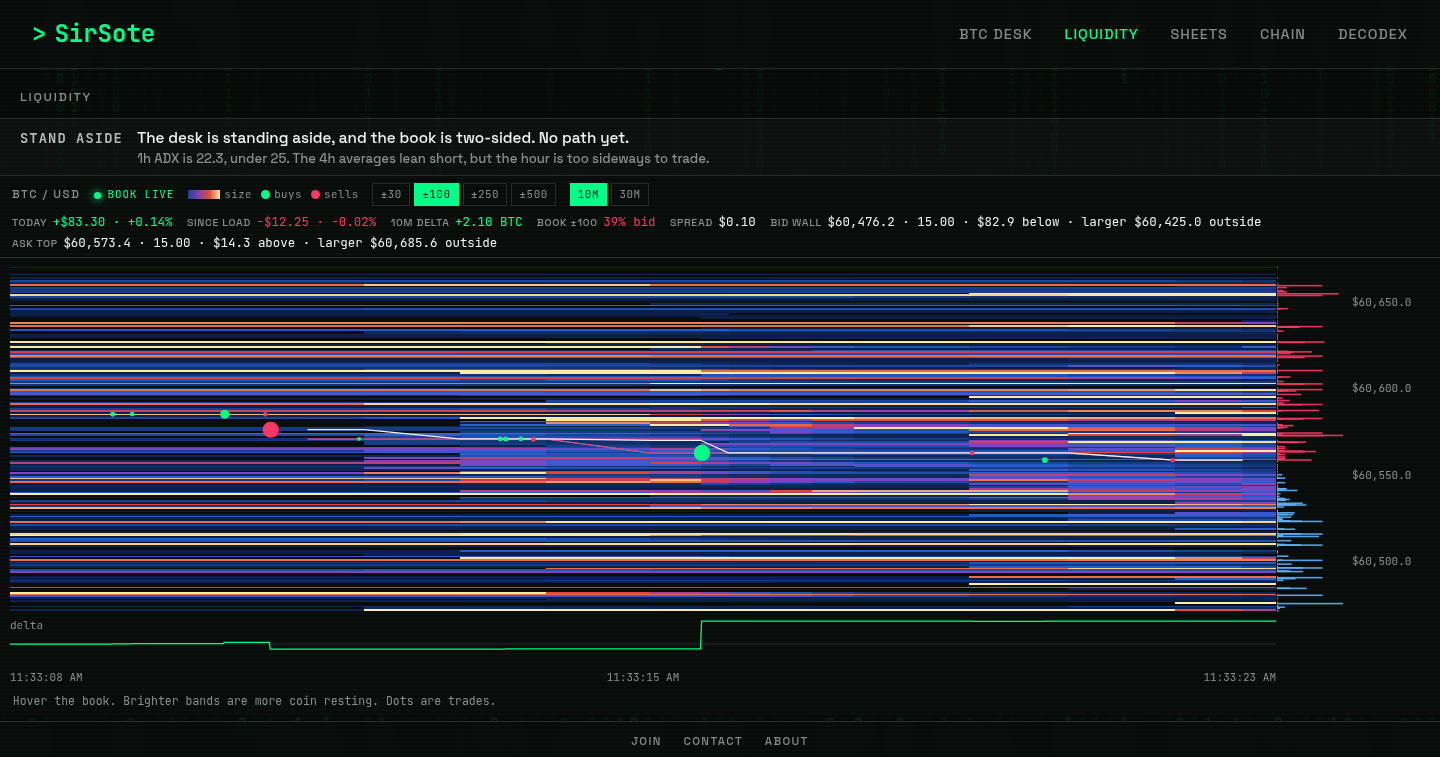 > SirSote
BTC DESK LIQUIDITY SHEETS CHAIN DECODEX
LIQUIDITY
STAND ASIDE The desk is standing aside, and the book is two-sided. No path yet.
1h ADX is 22.3, under 25. The 4h averages lean short, but the hour is too sideways to trade.
BTC / USD BOOK LIVE size buys sells ±30 ±100 ±250 ±500 10M 30M
TODAY +$83.30 · +0.14% SINCE LOAD -$12.25 · -0.02% 10M DELTA +2.10 BTC BOOK ±100 39% bid SPREAD $0.10 BID WALL $60,476.2 · 15.00 · $82.9 below · larger $60,425.0 outside
ASK TOP $60,573.4 · 15.00 · $14.3 above · larger $60,685.6 outside
$60,650.0
$60,600.0
$60,550.0
$60,500.0
delta
11:33:08 AM 11:33:15 AM 11:33:23 AM
Hover the book. Brighter bands are more coin resting. Dots are trades.
JOIN CONTACT ABOUT